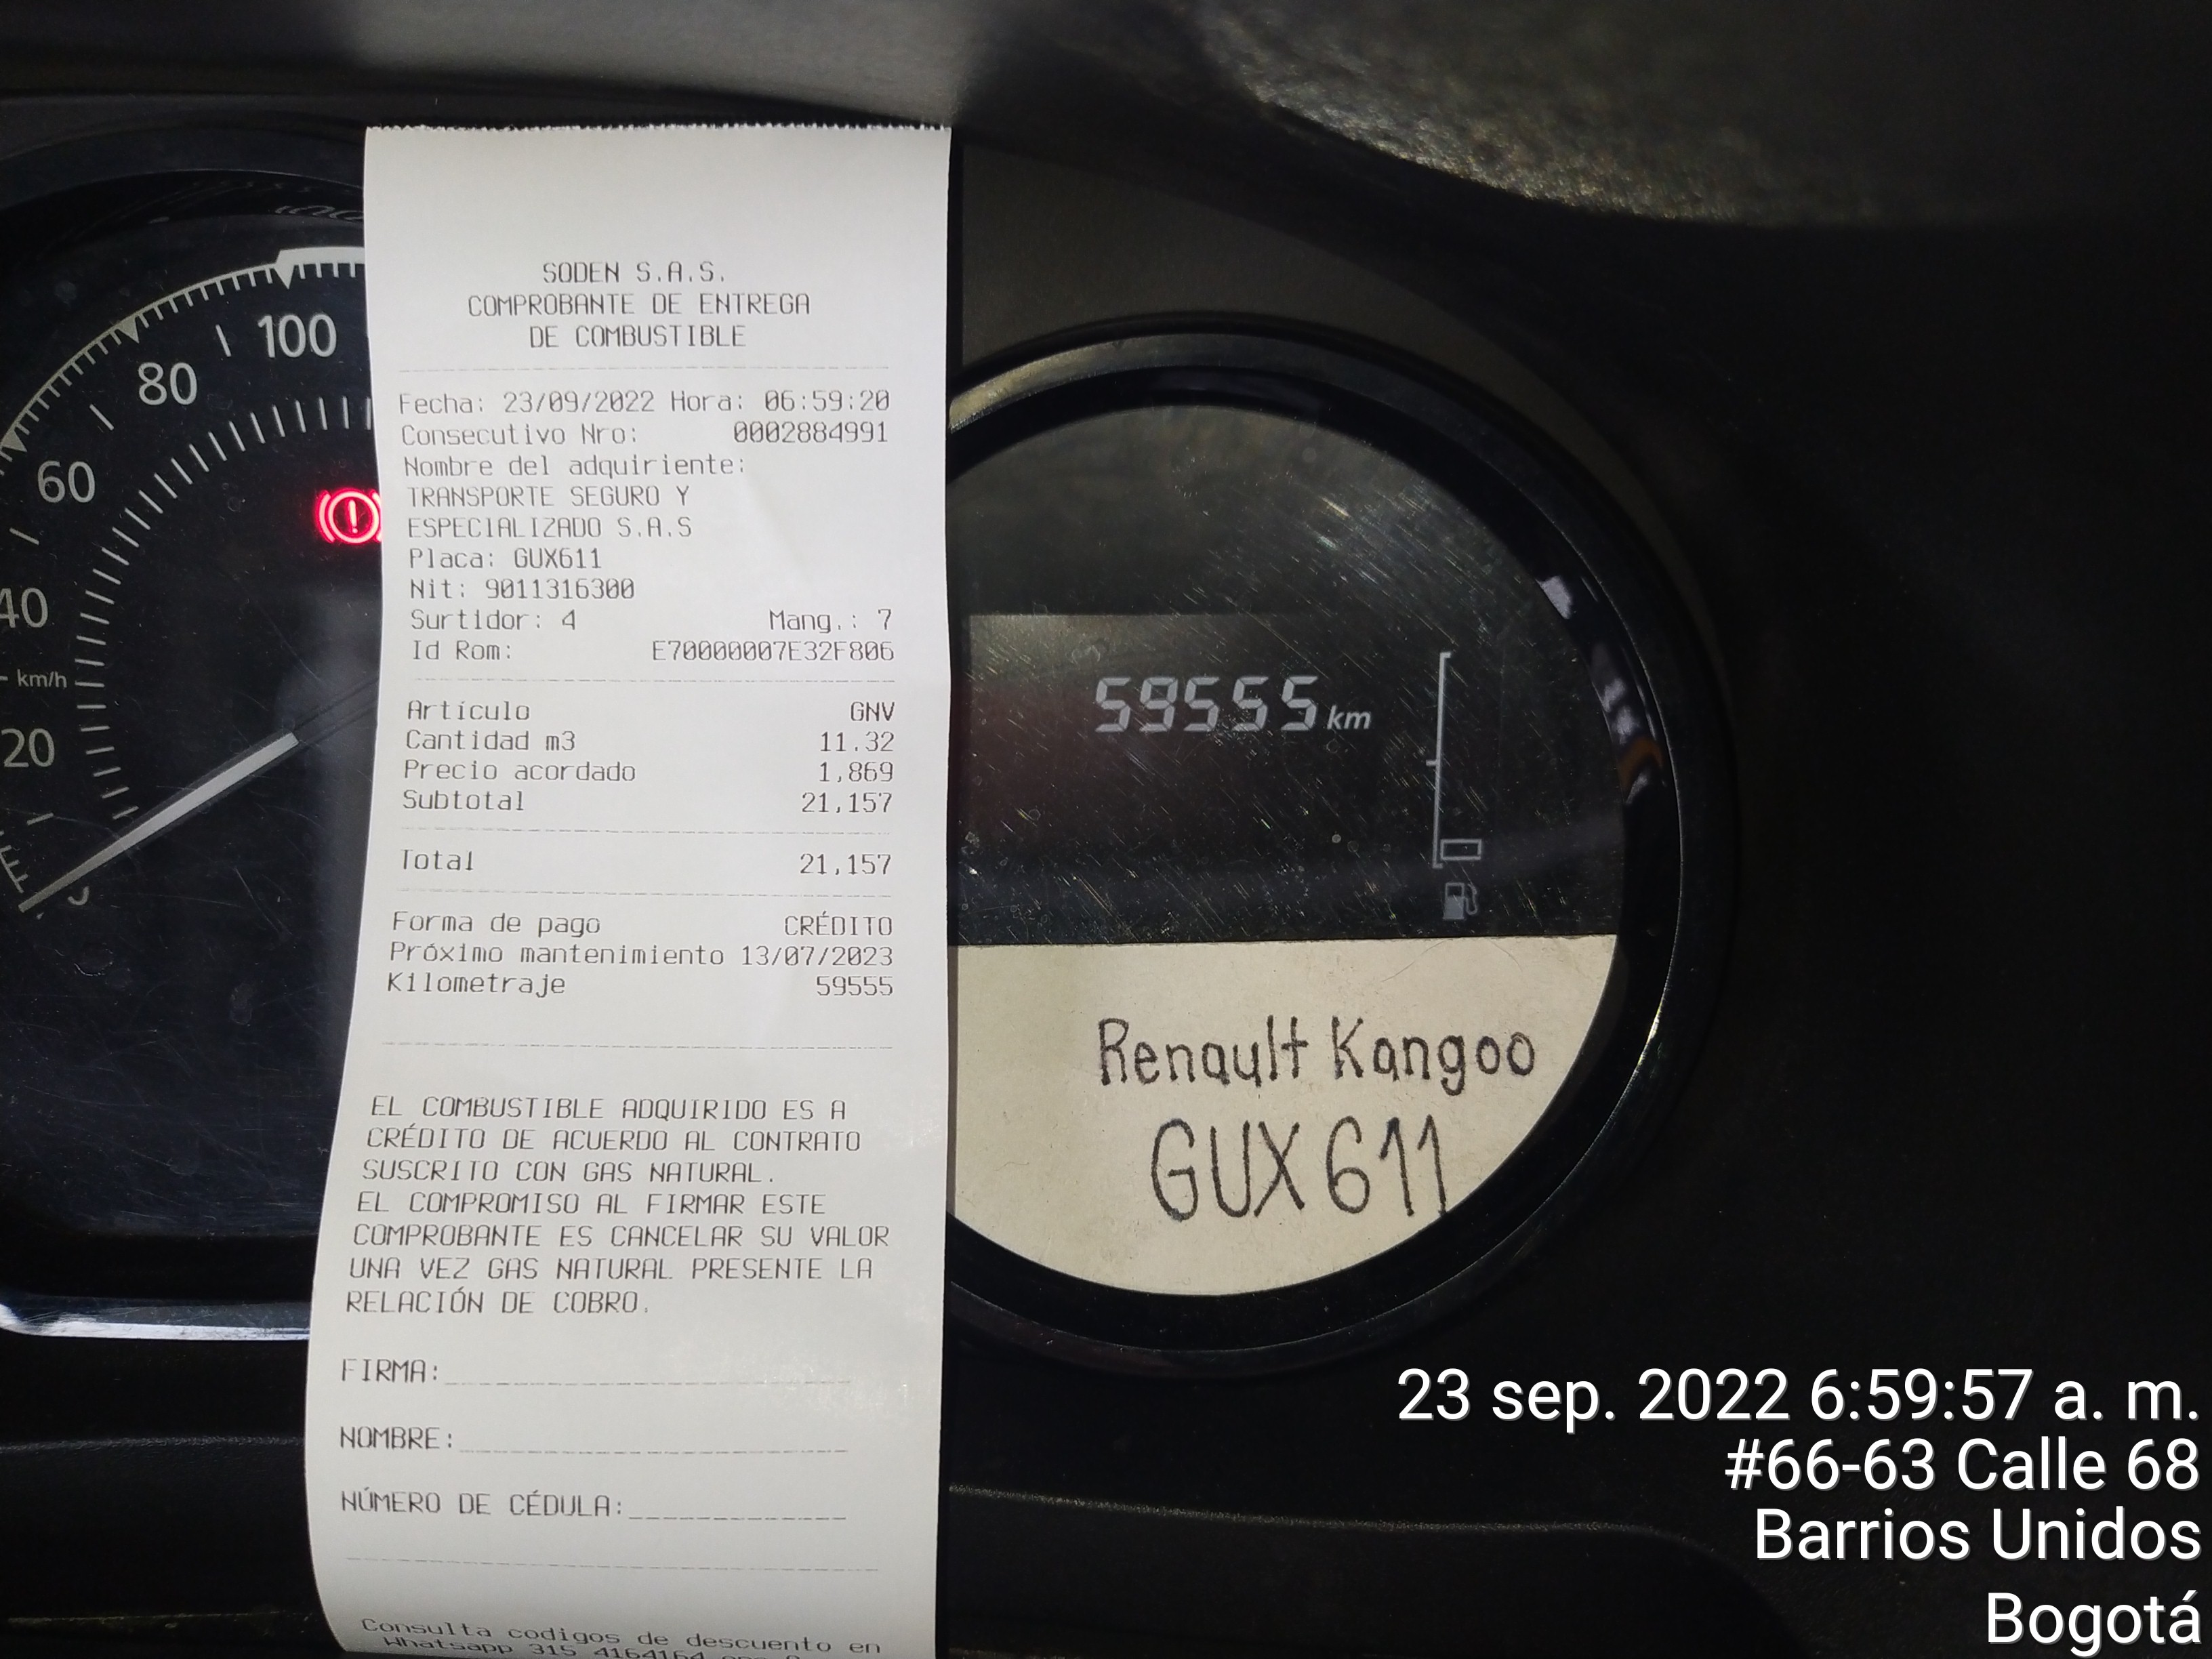 SODEN S.A.S.
COMPROBANTE DE ENTREGA
DE COMBUSTIBLE
Fecha: 23/09/2022 Hora: 06:59:20
Consecutivo Nro: 0002884991
Nombre del adquiriente:
TRANSPORTE SEGURO Y
ESPECIALIZADO S.A.S
Placa: GUX611
Nit: 9011316300
Surtidor: 4 Mang.: 7
Id Rom: E70000007E32F806
Artículo GNV
Cantidad m3 11.32
Precio acordado 1,869
Subtotal 21,157
Total 21,157
Forma de pago CRÉDITO
Próximo mantenimiento 13/07/2023
Kilometraje 59555
EL COMBUSTIBLE ADQUIRIDO ES A
CRÉDITO DE ACUERDO AL CONTRATO
SUSCRITO CON GAS NATURAL.
EL COMPROMISO AL FIRMAR ESTE
COMPROBANTE ES CANCELAR SU VALOR
UNA VEZ GAS NATURAL PRESENTE LA
RELACIÓN DE COBRO.
FIRMA:
NOMBRE:
NÚMERO DE CÉDULA:
Consulta codigos de descuento en
Whatsapp 315 4164164
100
80
60
40
km/h
20
59555 km
Renault Kangoo
GUX611
23 sep. 2022 6:59:57 a. m.
#66-63 Calle 68
Barrios Unidos
Bogotá